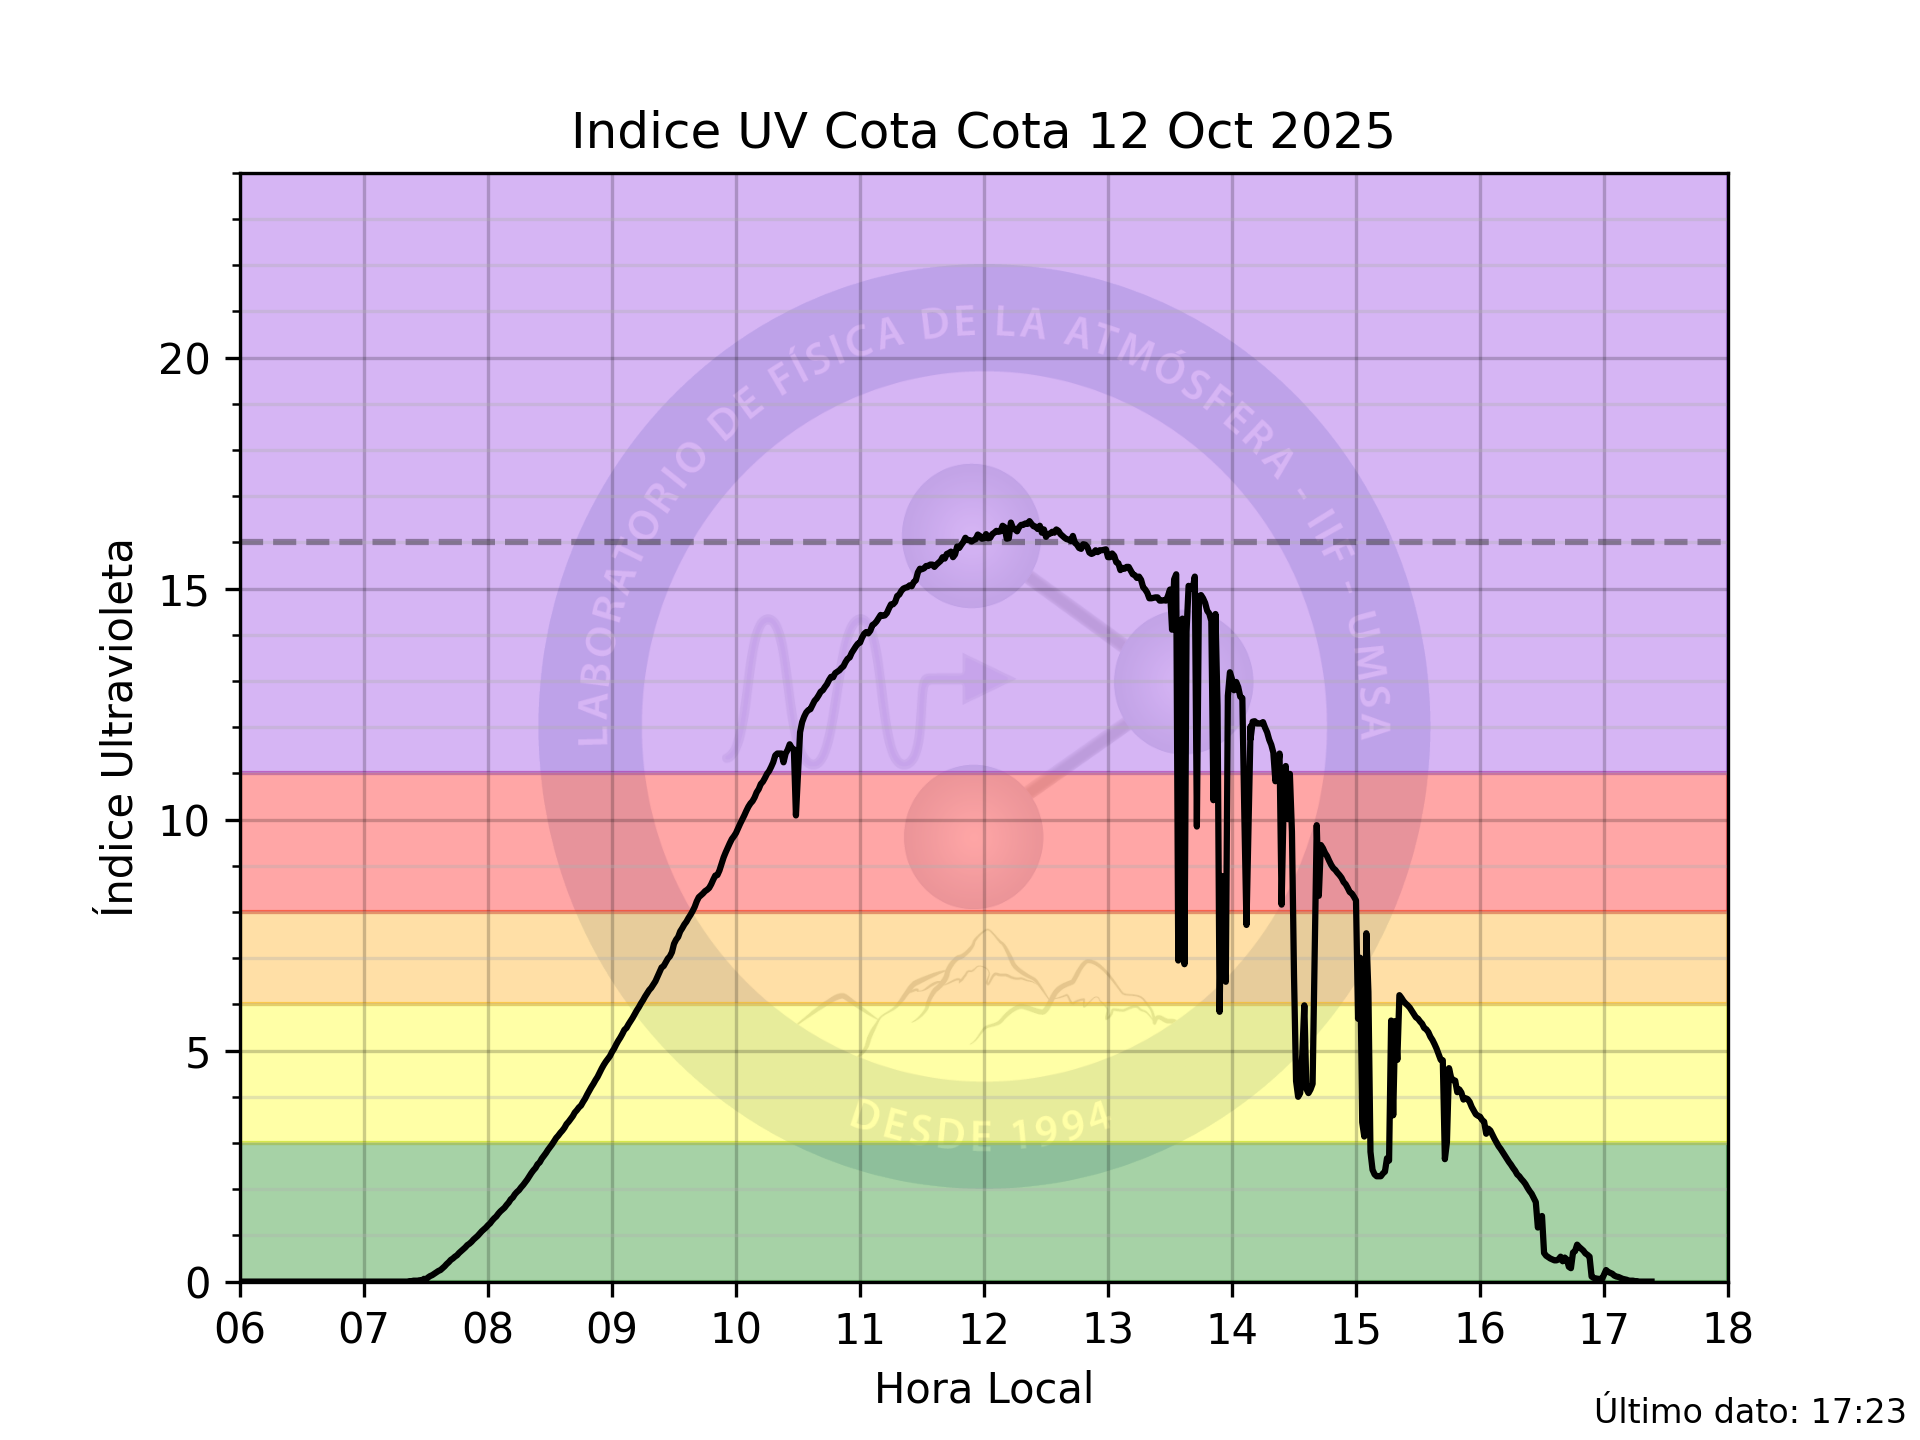 Indice UV Cota Cota 12 Oct 2025
LABORATORIO DE FÍSICA DE LA ATMÓSFERA - IIF - UMSA
DESDE 1994
Índice Ultravioleta
20
15
10
5
0
06 07 08 09 10 11 12 13 14 15 16 17 18
Hora Local
Último dato: 17:23